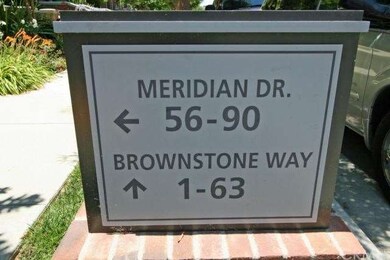 MERIDIAN DR.
← 56-90
BROWNSTONE WAY
↑ 1-63